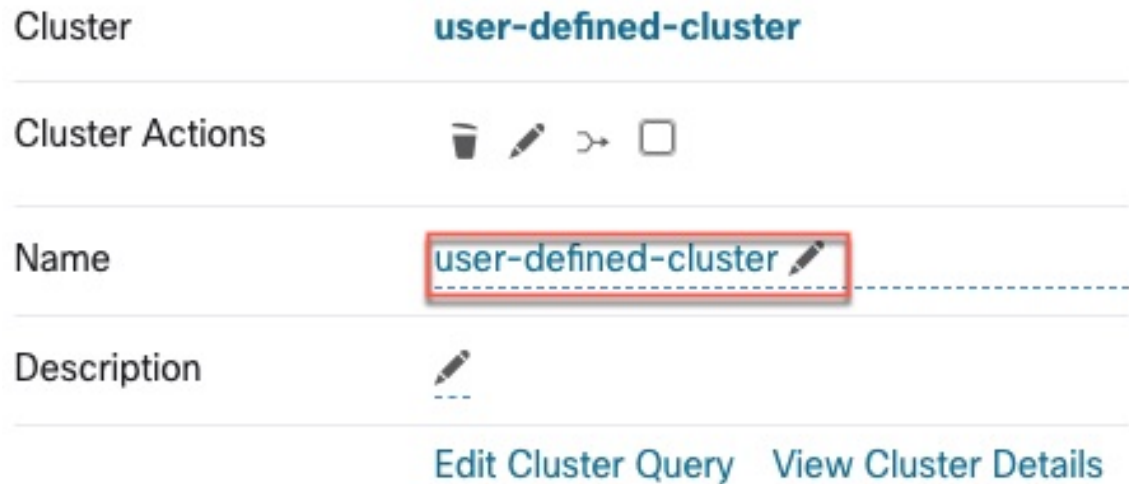 Cluster user-defined-cluster
Cluster Actions
Name user-defined-cluster
Description
Edit Cluster Query View Cluster Details